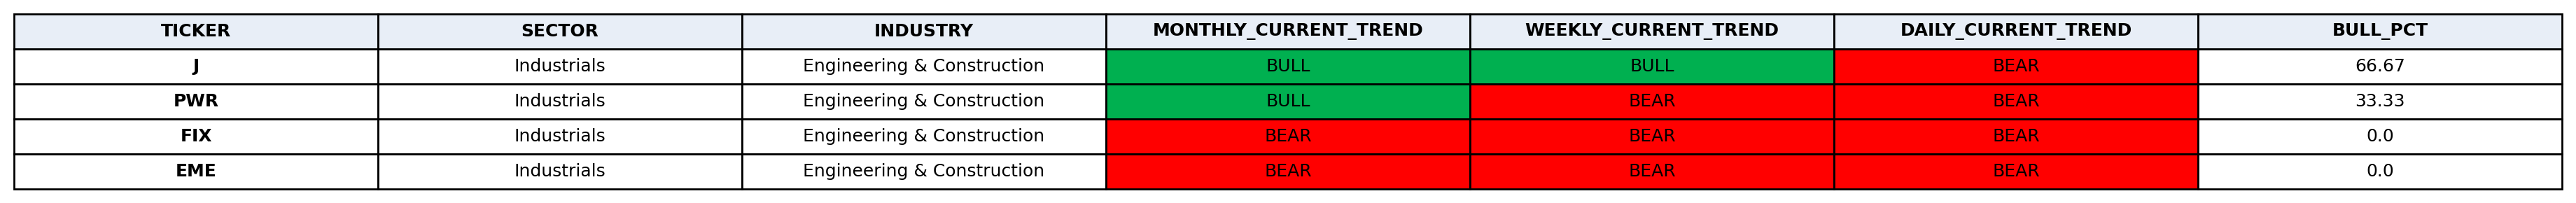 TICKER SECTOR INDUSTRY MONTHLY_CURRENT_TREND WEEKLY_CURRENT_TREND DAILY_CURRENT_TREND BULL_PCT
J Industrials Engineering & Construction BULL BULL BEAR 66.67
PWR Industrials Engineering & Construction BULL BEAR BEAR 33.33
FIX Industrials Engineering & Construction BEAR BEAR BEAR 0.0
EME Industrials Engineering & Construction BEAR BEAR BEAR 0.0